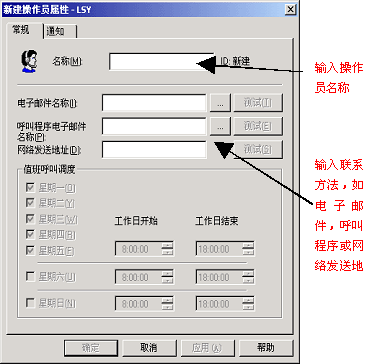 新建操作员属性 - LSY
常规 通知
名称(M): ID: 新建
电子邮件名称(I): ... 测试(T)
呼叫程序电子邮件
名称(P): ... 测试(E)
网络发送地址(D): 测试(S)
值班呼叫调度
星期一(O)
星期二(Y)
星期三(W)
工作日开始 工作日结束
星期四(R)
星期五(F) 8:00:00 18:00:00
星期六(U) 8:00:00 18:00:00
星期日(N) 8:00:00 18:00:00
确定 取消 应用(A) 帮助
输入操作
员名称
输入联系
方法，如
电子邮
件，呼叫
程序或网
络发送地